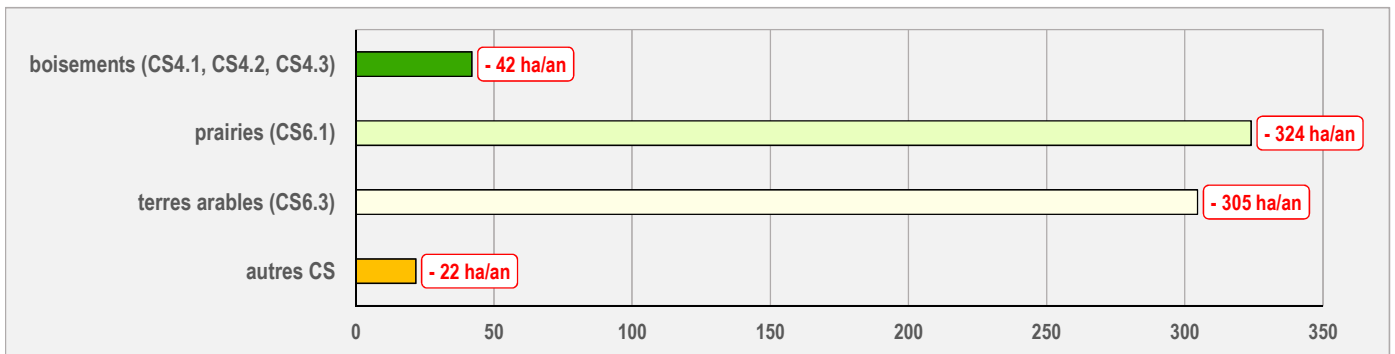 boisements (CS4.1, CS4.2, CS4.3)
- 42 ha/an
prairies (CS6.1)
- 324 ha/an
terres arables (CS6.3)
- 305 ha/an
autres CS
- 22 ha/an
0 50 100 150 200 250 300 350